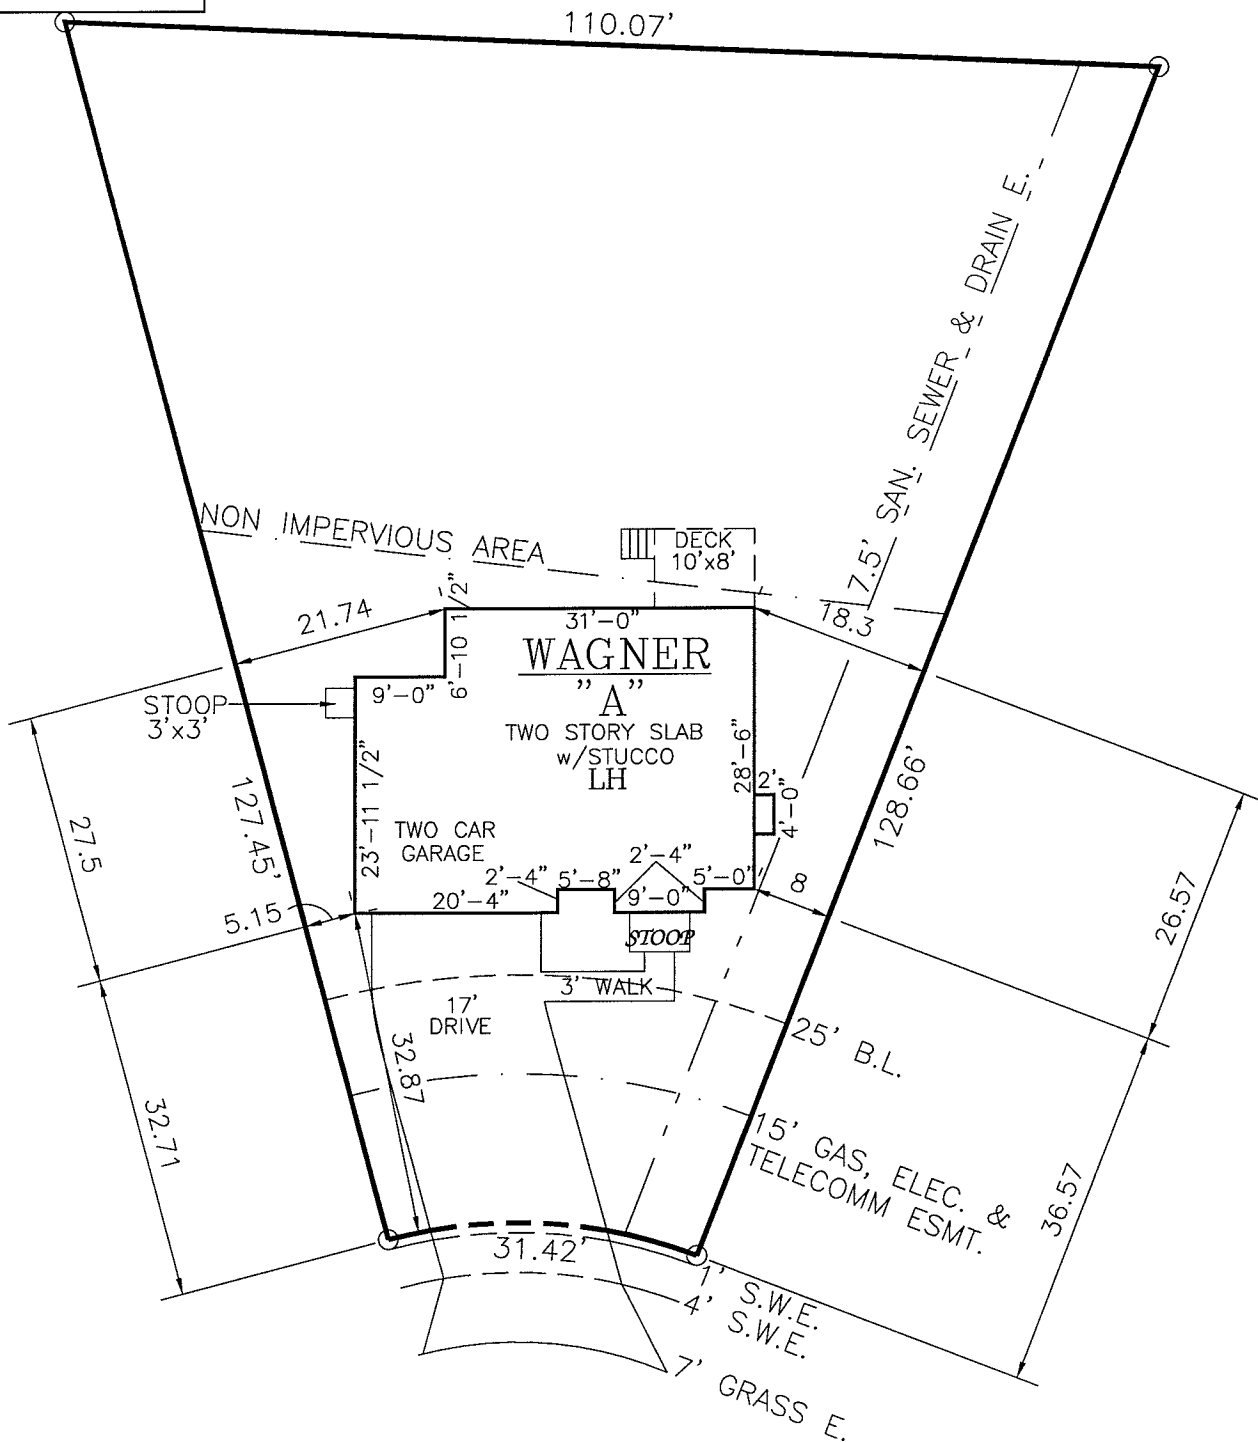 110.07'
7.5' SAN. SEWER & DRAIN E.
NON IMPERVIOUS AREA
DECK
10'x8'
21.74
6'-10 1/2"
31'-0"
18.3
WAGNER
"A"
TWO STORY SLAB
w/STUCCO
LH
9'-0"
STOOP
3'x3'
23'-11 1/2"
28'-6"
2'
4'-0"
127.45'
128.66'
27.5
TWO CAR
GARAGE
2'-4"
2'-4"
5'-8"
5'-0"
20'-4"
9'-0"
8
5.15
STOOP
26.57
3' WALK
17'
DRIVE
25' B.L.
32.87
32.71
15' GAS, ELEC. &
TELECOMM ESMT.
36.57
31.42'
1' S.W.E.
4' S.W.E.
7' GRASS E.